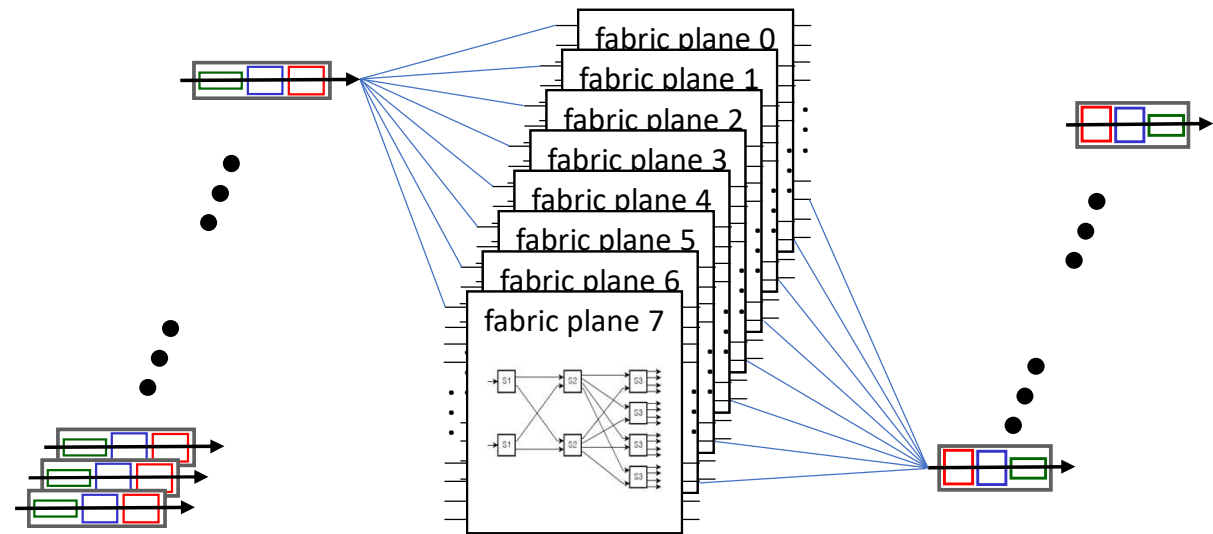 fabric plane 0
fabric plane 1
fabric plane 2
fabric plane 3
fabric plane 4
fabric plane 5
fabric plane 6
fabric plane 7
S1 S2 S3
S3
S1 S2 S3
S3